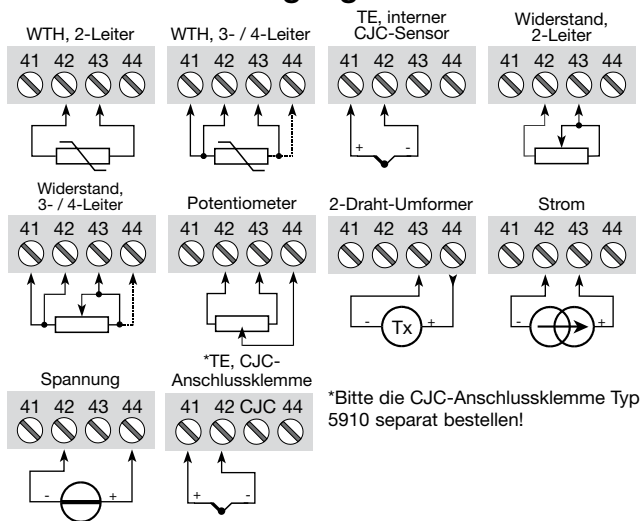 WTH, 2-Leiter
41 42 43 44
WTH, 3- / 4-Leiter
41 42 43 44
TE, interner
CJC-Sensor
41 42 43 44
+ -
Widerstand,
2-Leiter
41 42 43 44
Widerstand,
3- / 4-Leiter
41 42 43 44
Potentiometer
41 42 43 44
2-Draht-Umformer
41 42 43 44
- Tx +
Strom
41 42 43 44
- +
Spannung
41 42 43 44
- +
*TE, CJC-
Anschlussklemme
41 42 CJC 44
+ -
*Bitte die CJC-Anschlussklemme Typ
5910 separat bestellen!